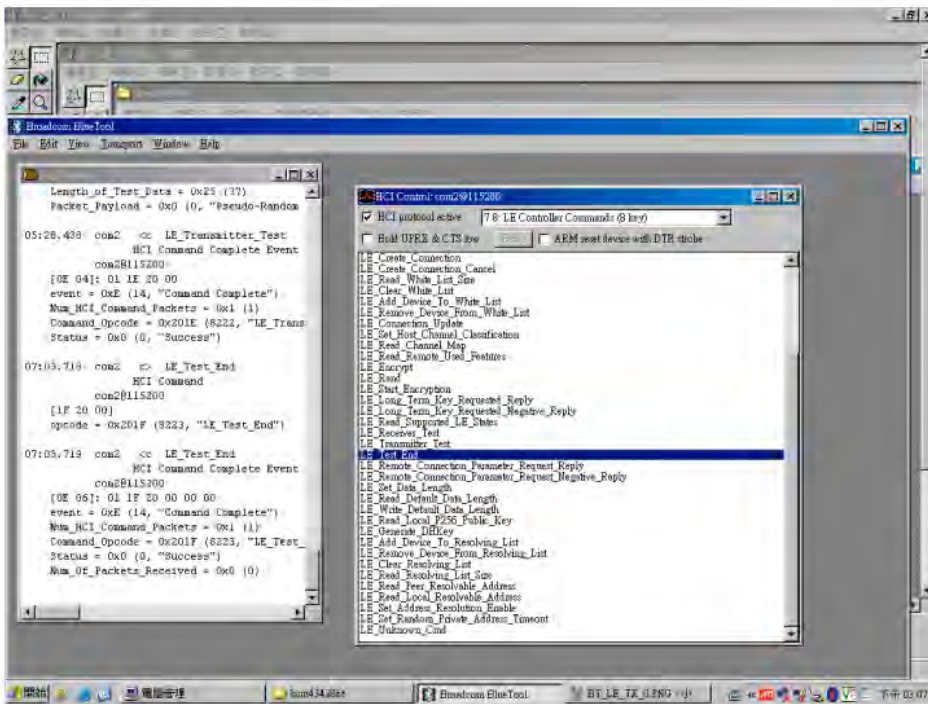 Broadcom BlueTool
File Edit View Transport Window Help
Length_of_Test_Data = 0x25 (37)
Packet_Payload = 0x0 (0, "Pseudo-Random
05:28.438 com2 << LE_Transmitter_Test
HCI Command Complete Event
com2@115200
[0E 04]: 01 1E 20 00
event = 0xE (14, "Command Complete")
Num_HCI_Command_Packets = 0x1 (1)
Command_Opcode = 0x201E (8222, "LE_Trans
Status = 0x0 (0, "Success")
com2 LE_Test_End
HCI Command
com2@115200
[1F 20 00]
opcode = 0x201F (8223, "LE_Test_End")
07:03.719 com2 << LE_Test_End
HCI Command Complete Event
com2@115200
[0E 06]: 01 1F 20 00 00 00
event = 0xE (14, "Command Complete")
Num_HCI_Command_Packets = 0x1 (1)
Command_Opcode = 0x201F (8223, "LE_Test_
Status = 0x0 (0, "Success")
Num_Of_Packets_Received = 0x0 (0)
HCI Control: com2@115200
HCI protocol active
7.8: LE Controller Commands (8 key)
Hold UPRX & CTS low
ARM reset device with DTR strobe
LE_Create_Connection
LE_Create_Connection_Cancel
LE_Read_White_List_Size
LE_Clear_White_List
LE_Add_Device_To_White_List
LE_Remove_Device_From_White_List
LE_Connection_Update
LE_Set_Host_Channel_Classification
LE_Read_Channel_Map
LE_Read_Remote_Used_Features
LE_Encrypt
LE_Rand
LE_Start_Encryption
LE_Long_Term_Key_Requested_Reply
LE_Long_Term_Key_Requested_Negative_Reply
LE_Read_Supported_LE_States
LE_Receiver_Test
LE_Transmitter_Test
LE_Test_End
LE_Remote_Connection_Parameter_Request_Reply
LE_Remote_Connection_Parameter_Request_Negative_Reply
LE_Set_Data_Length
LE_Read_Default_Data_Length
LE_Write_Default_Data_Length
LE_Read_Local_P256_Public_Key
LE_Generate_DHKey
LE_Add_Device_To_Resolving_List
LE_Remove_Device_From_Resolving_List
LE_Clear_Resolving_List
LE_Read_Resolving_List_Size
LE_Read_Peer_Resolvable_Address
LE_Read_Local_Resolvable_Address
LE_Set_Address_Resolution_Enable
LE_Set_Random_Private_Address_Timeout
LE_Unknown_Cmd
開始
電腦管理
Broadcom BlueTool
BT_LE_TX_0.PNG - 小
下午 03:07